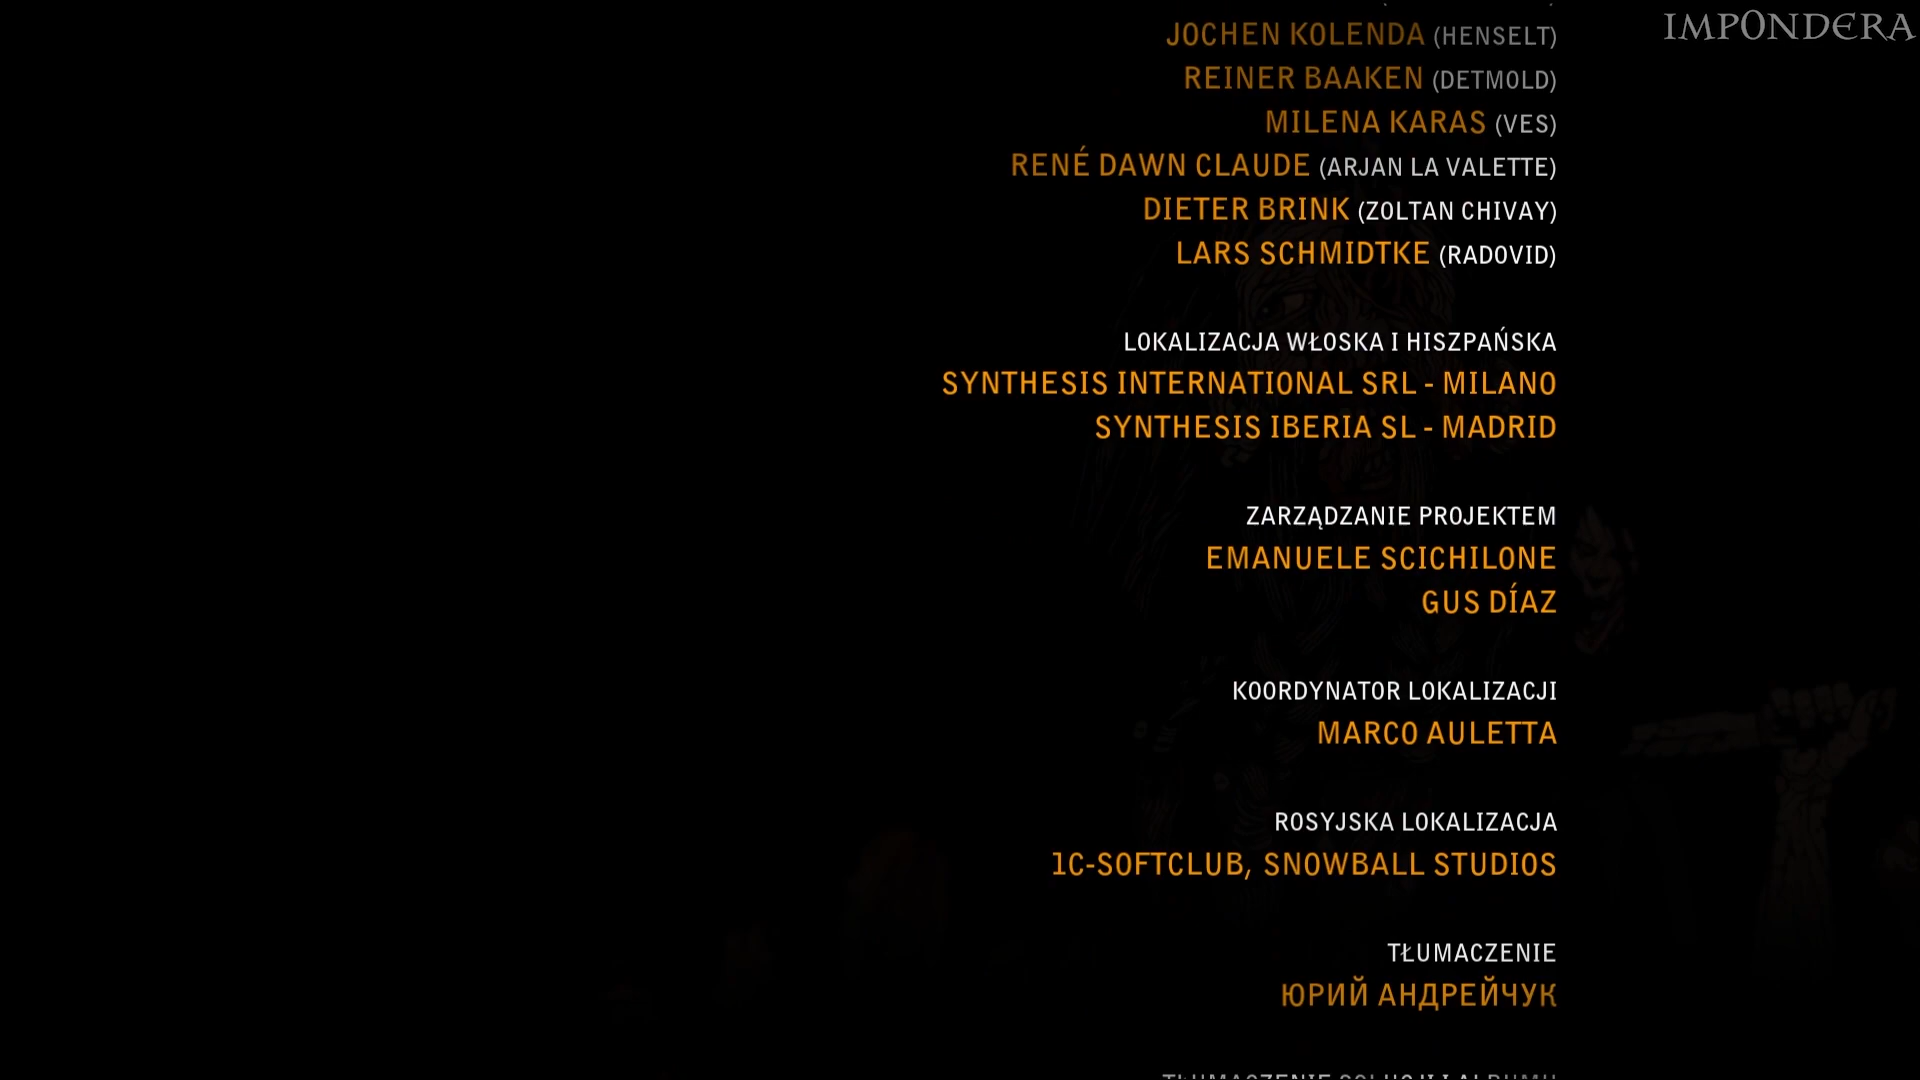 IMPONDERA
JOCHEN KOLENDA (HENSELT)
REINER BAAKEN (DETMOLD)
MILENA KARAS (VES)
RENÉ DAWN CLAUDE (ARJAN LA VALETTE)
DIETER BRINK (ZOLTAN CHIVAY)
LARS SCHMIDTKE (RADOVID)
LOKALIZACJA WŁOSKA I HISZPAŃSKA
SYNTHESIS INTERNATIONAL SRL - MILANO
SYNTHESIS IBERIA SL - MADRID
ZARZĄDZANIE PROJEKTEM
EMANUELE SCICHILONE
GUS DÍAZ
KOORDYNATOR LOKALIZACJI
MARCO AULETTA
ROSYJSKA LOKALIZACJA
1C-SOFTCLUB, SNOWBALL STUDIOS
TŁUMACZENIE
ЮРИЙ АНДРЕЙЧУК